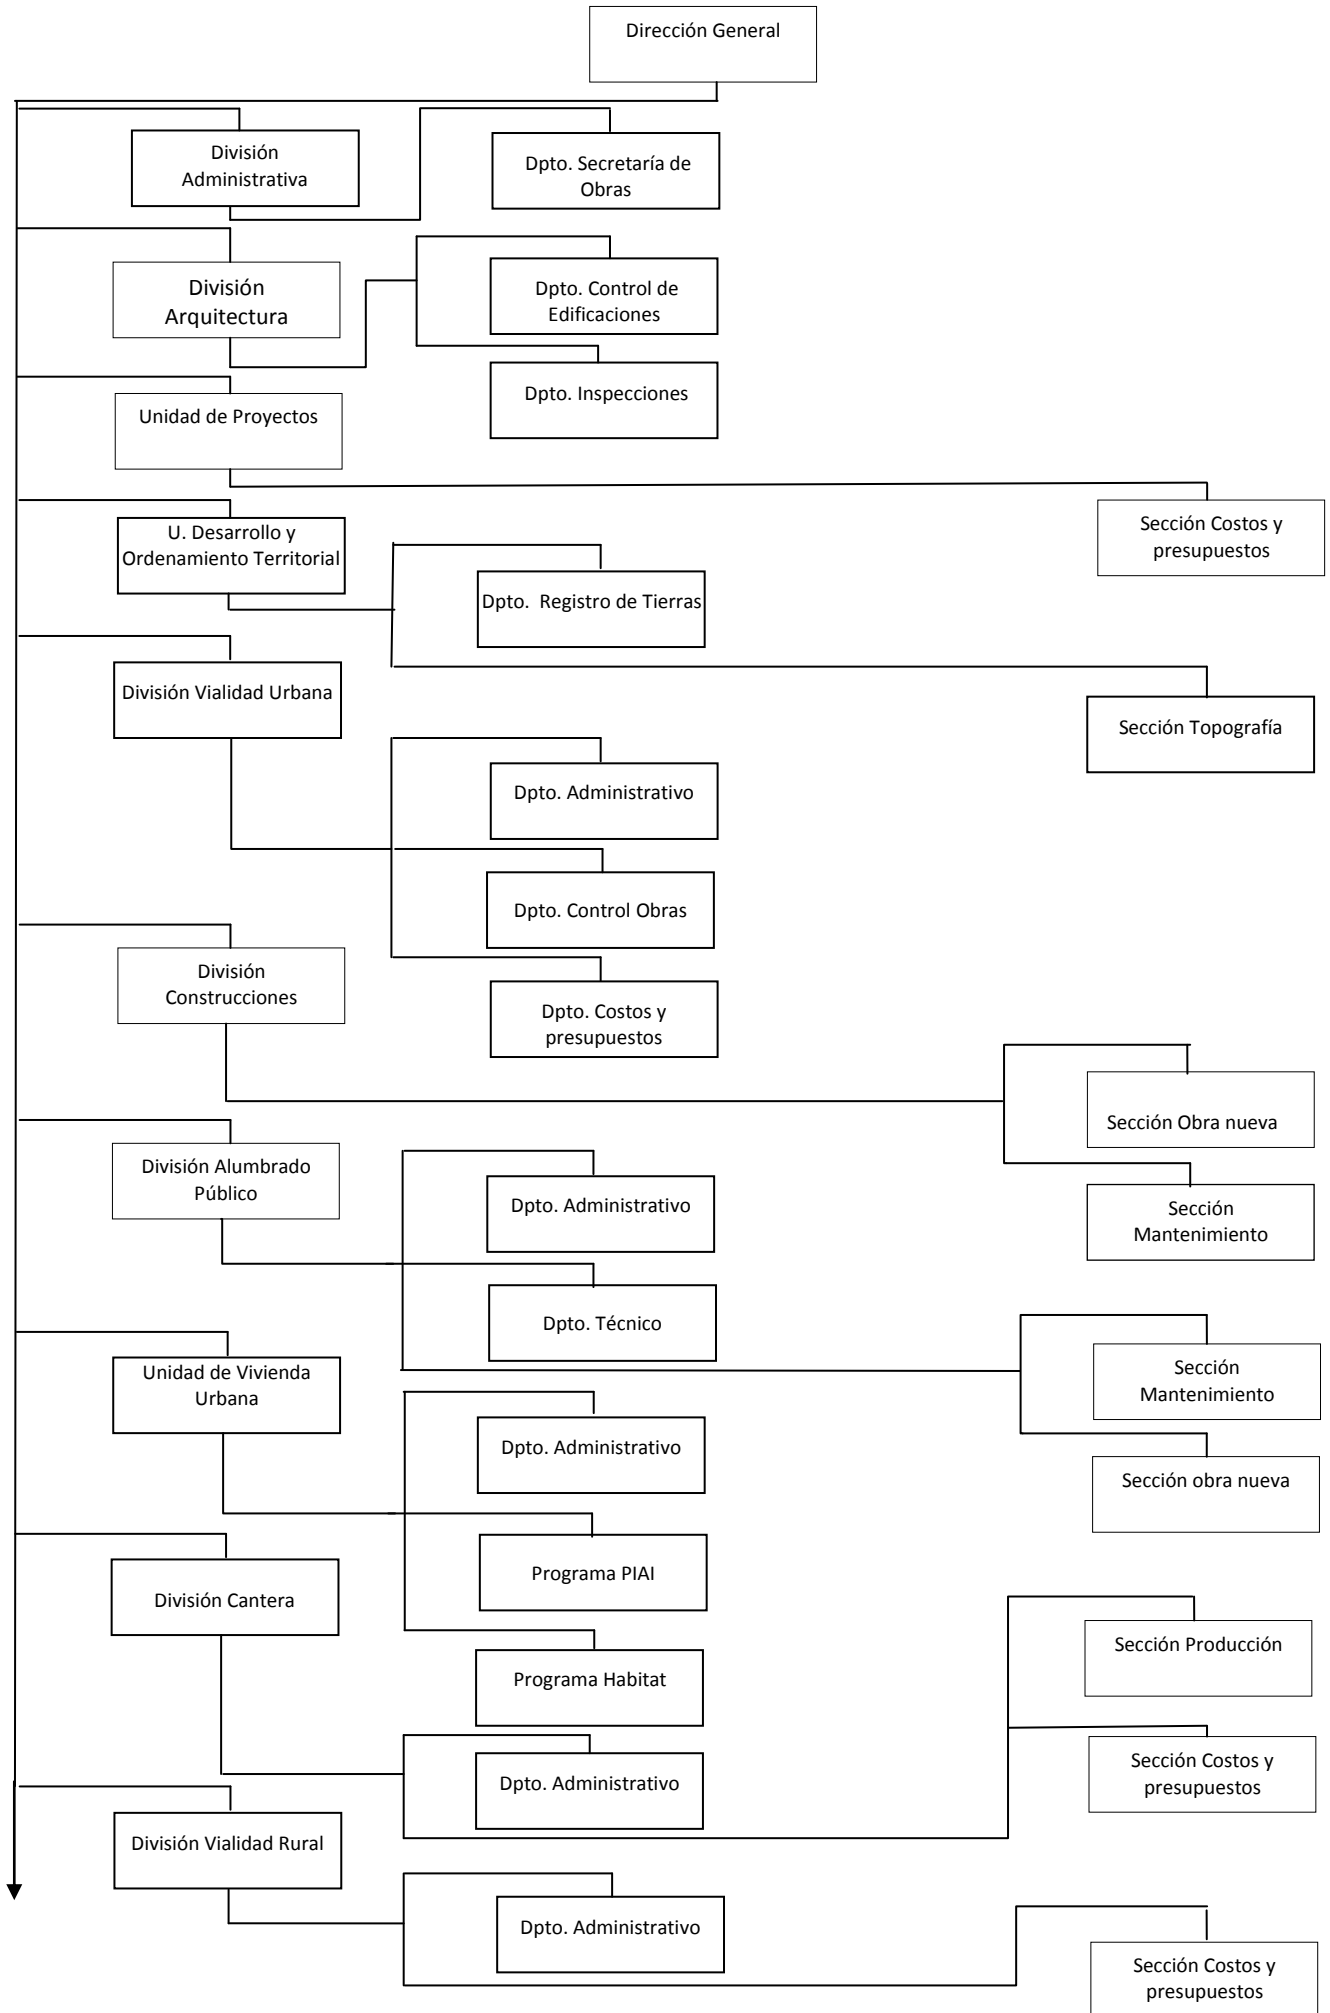 Dirección General
División
Administrativa
Dpto. Secretaría de
Obras
División
Arquitectura
Dpto. Control de
Edificaciones
Dpto. Inspecciones
Unidad de Proyectos
Sección Costos y
presupuestos
U. Desarrollo y
Ordenamiento Territorial
Dpto.  Registro de Tierras
Sección Topografía
División Vialidad Urbana
Dpto. Administrativo
Dpto. Control Obras
Dpto. Costos y
presupuestos
División
Construcciones
Sección Obra nueva
Sección
Mantenimiento
División Alumbrado
Público
Dpto. Administrativo
Dpto. Técnico
Sección
Mantenimiento
Sección obra nueva
Unidad de Vivienda
Urbana
Dpto. Administrativo
Programa PIAI
Programa Habitat
División Cantera
Dpto. Administrativo
Sección Producción
Sección Costos y
presupuestos
División Vialidad Rural
Dpto. Administrativo
Sección Costos y
presupuestos